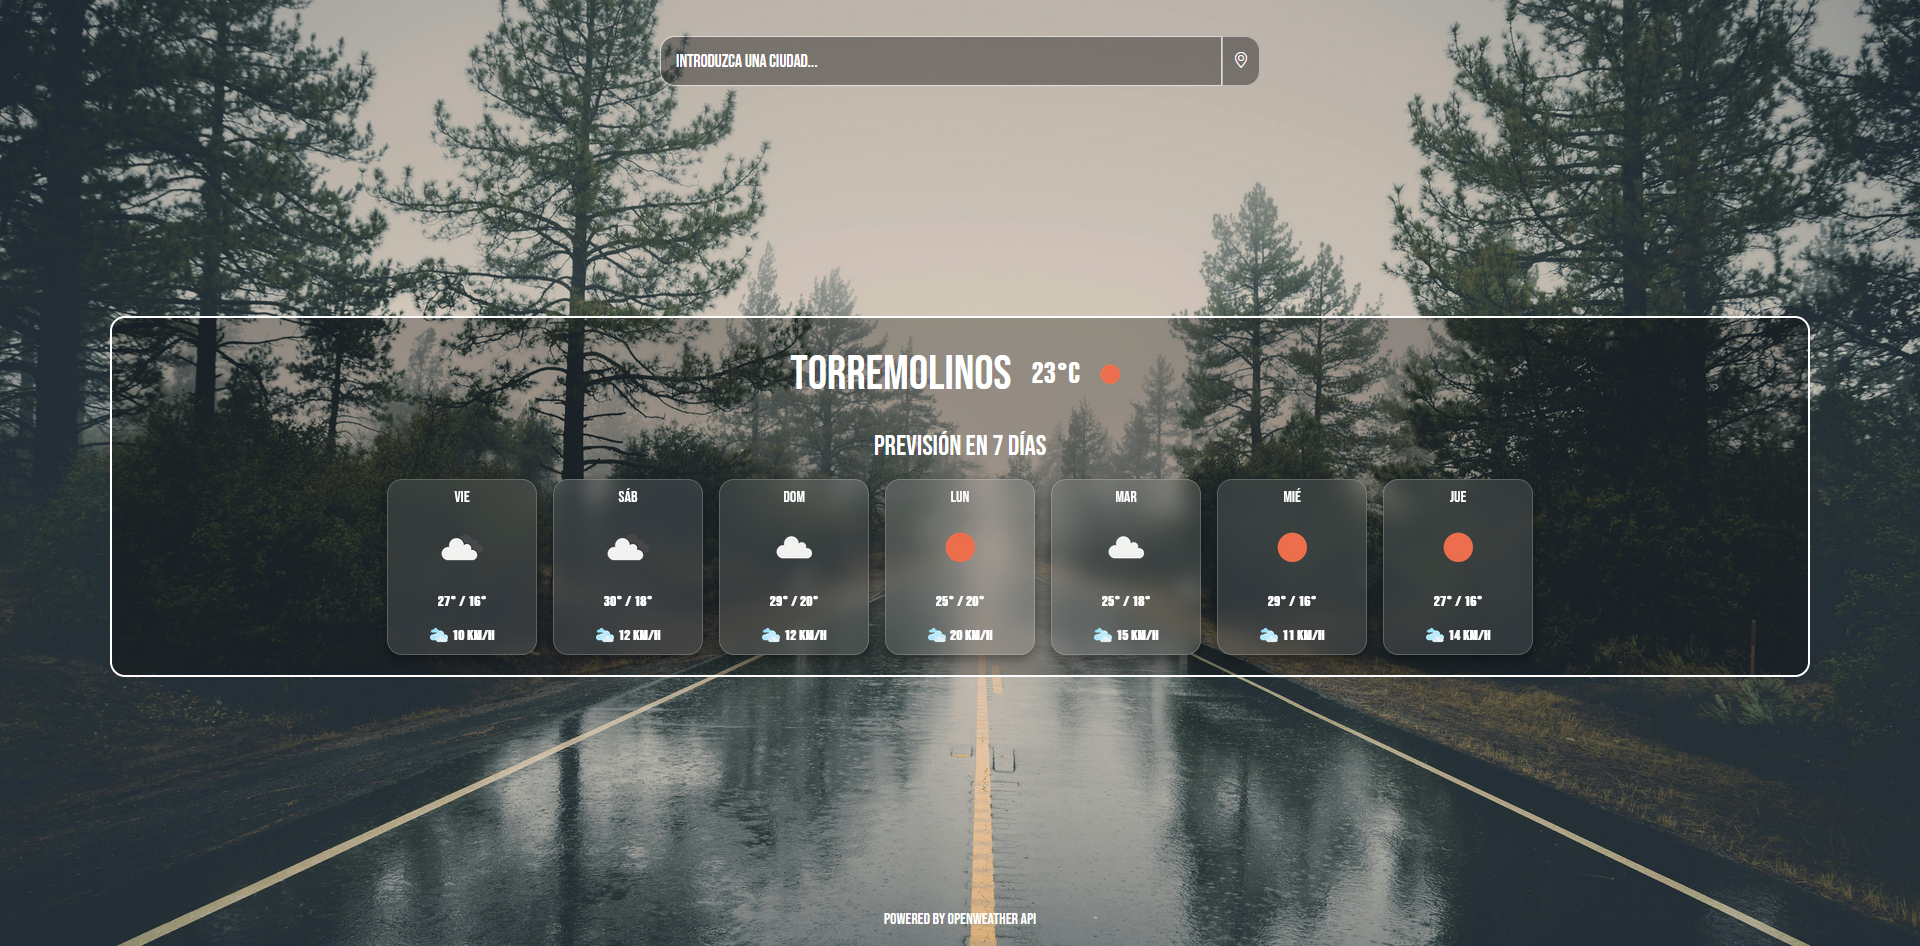 INTRODUZCA UNA CIUDAD...
TORREMOLINOS 23°C
PREVISIÓN EN 7 DÍAS
VIE
27° / 16°
10 KM/H
SÁB
30° / 18°
12 KM/H
DOM
29° / 20°
12 KM/H
LUN
25° / 20°
20 KM/H
MAR
25° / 18°
15 KM/H
MIÉ
29° / 16°
11 KM/H
JUE
27° / 16°
14 KM/H
POWERED BY OPENWEATHER API